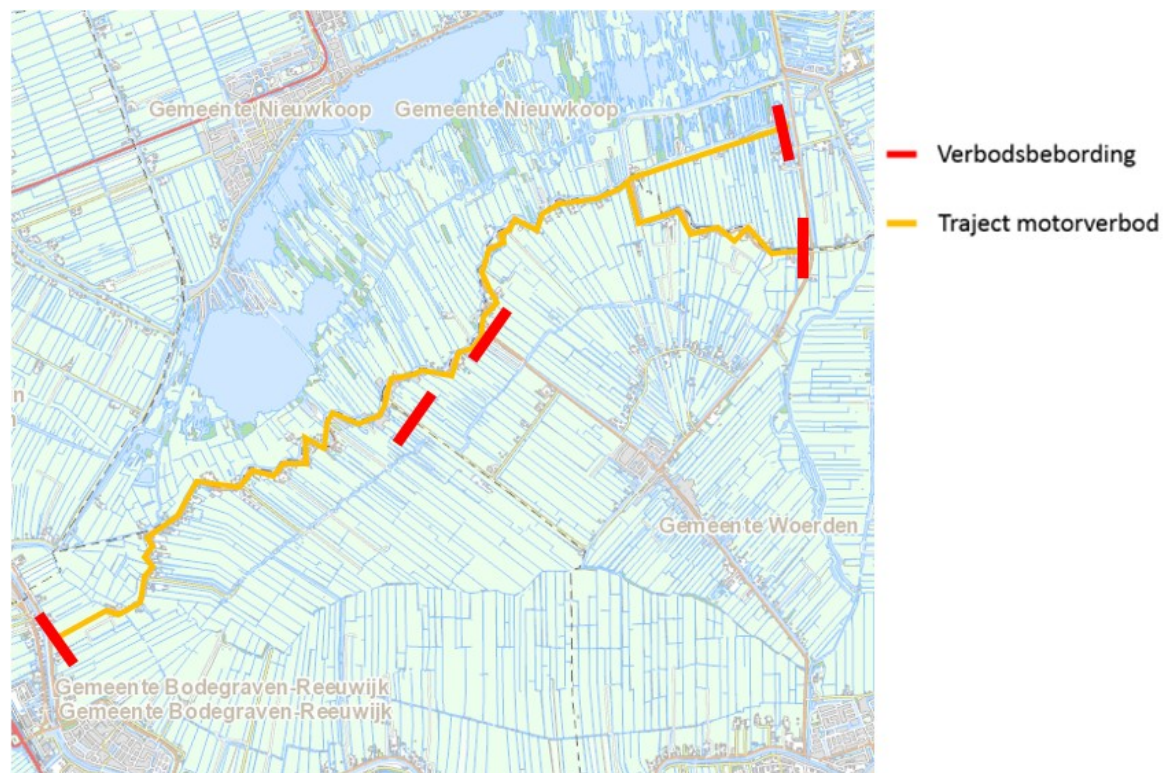 Gemeente Nieuwkoop
Gemeente Nieuwkoop
Verbodsbebording
Traject motorverbod
n
n
Gemeente Woerden
Gemeente Bodegraven-Reeuwijk
Gemeente Bodegraven-Reeuwijk